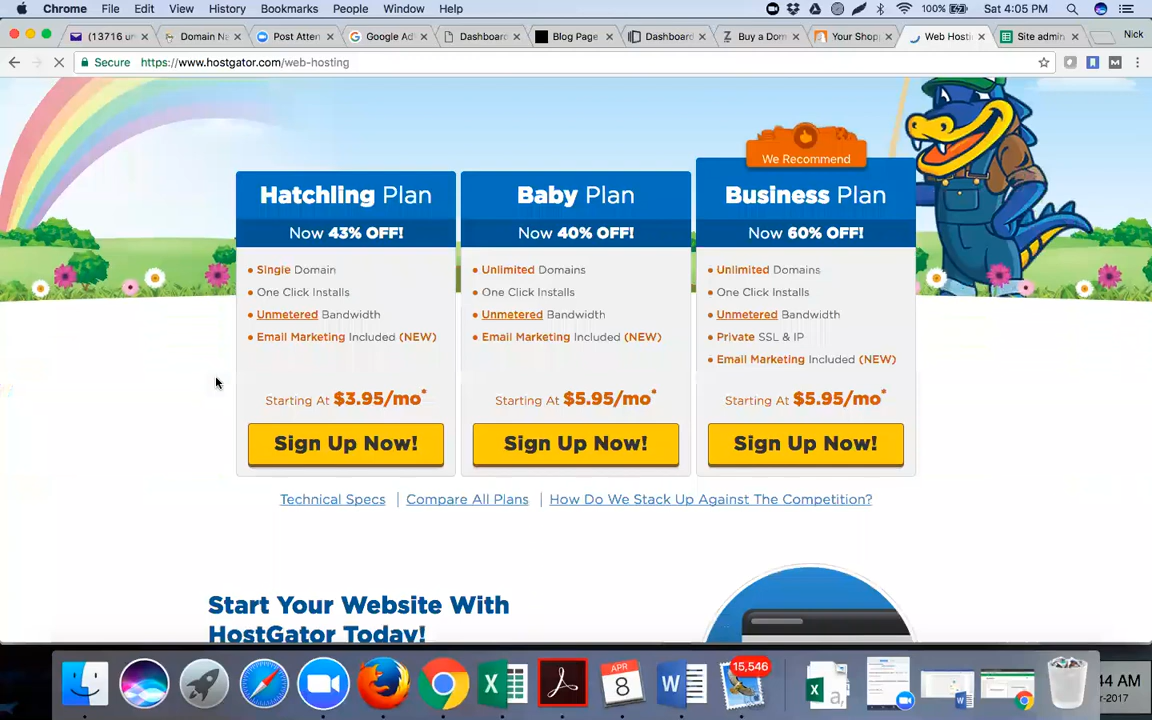 Chrome File Edit View History Bookmarks People Window Help
100% Sat 4:05 PM
(13716 u
Domain N
Post Atten
Google Ad
Dashboard
Blog Page
Dashboard
Buy a Dom
Your Shop
Web Hosti
Site admin
Nick
Secure https://www.hostgator.com/web-hosting
We Recommend
Hatchling Plan
Now 43% OFF!
• Single Domain
• One Click Installs
• Unmetered Bandwidth
• Email Marketing Included (NEW)
Starting At $3.95/mo*
Sign Up Now!
Baby Plan
Now 40% OFF!
• Unlimited Domains
• One Click Installs
• Unmetered Bandwidth
• Email Marketing Included (NEW)
Starting At $5.95/mo*
Sign Up Now!
Business Plan
Now 60% OFF!
• Unlimited Domains
• One Click Installs
• Unmetered Bandwidth
• Private SSL & IP
• Email Marketing Included (NEW)
Starting At $5.95/mo*
Sign Up Now!
Technical Specs | Compare All Plans | How Do We Stack Up Against The Competition?
Start Your Website With
HostGator Today!
APR
8
15,546
44 AM
r-2017